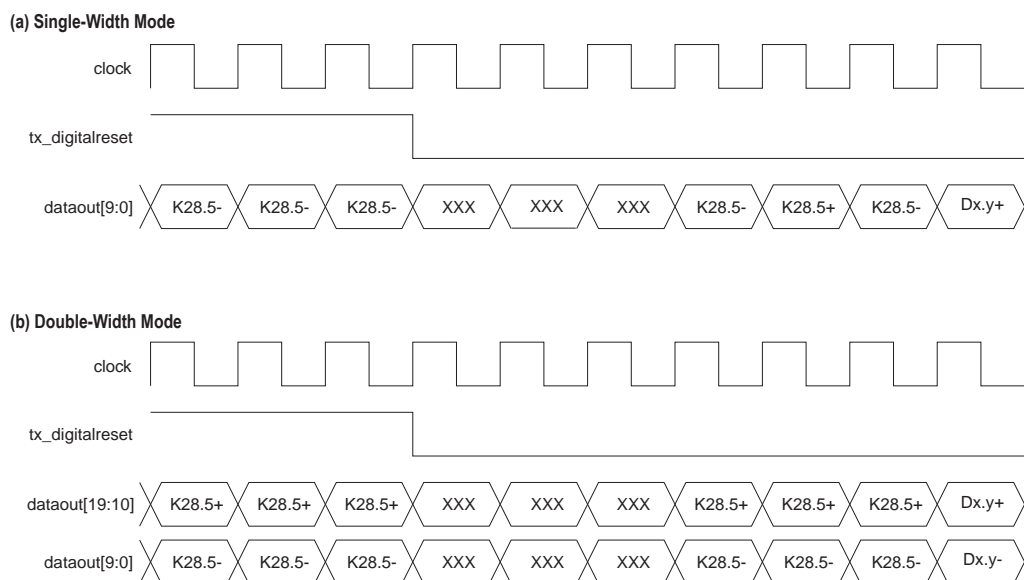 (a) Single-Width Mode
clock
tx_digitalreset
dataout[9:0] K28.5- K28.5- K28.5- XXX XXX XXX K28.5- K28.5+ K28.5- Dx.y+
(b) Double-Width Mode
clock
tx_digitalreset
dataout[19:10] K28.5+ K28.5+ K28.5+ XXX XXX XXX K28.5+ K28.5+ K28.5+ Dx.y+
dataout[9:0] K28.5- K28.5- K28.5- XXX XXX XXX K28.5- K28.5- K28.5- Dx.y-